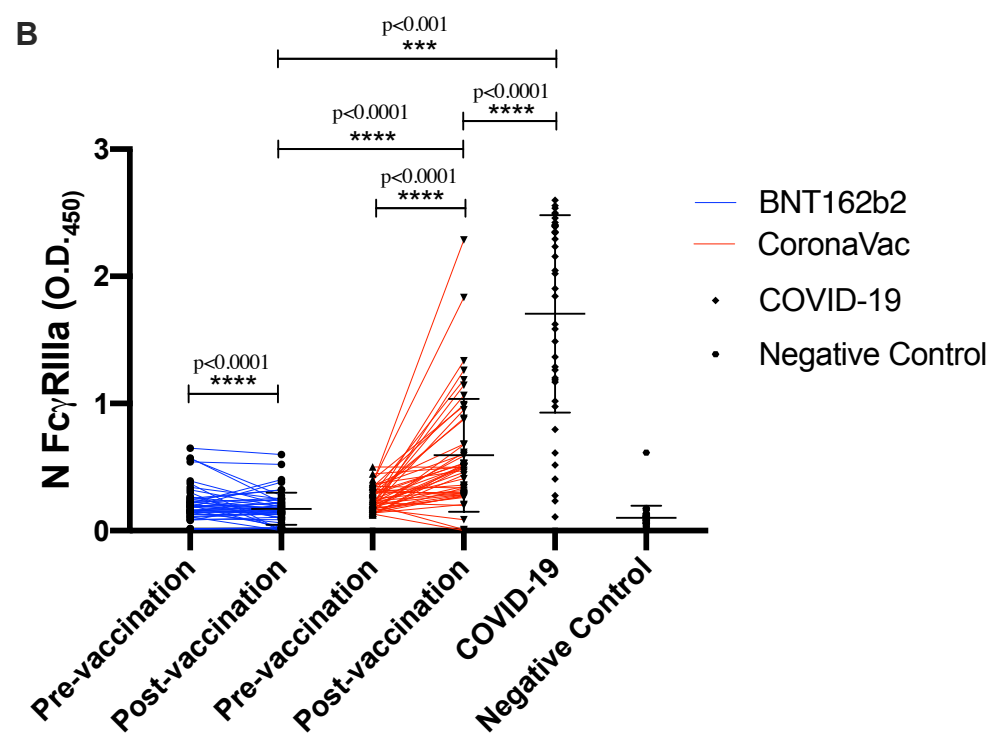 B
p<0.001
***
p<0.0001
****
p<0.0001
****
p<0.0001
****
p<0.0001
****
N FcγRIIIa (O.D.450)
3
2
1
0
BNT162b2
CoronaVac
COVID-19
Negative Control
Pre-vaccination
Post-vaccination
Pre-vaccination
Post-vaccination
COVID-19
Negative Control